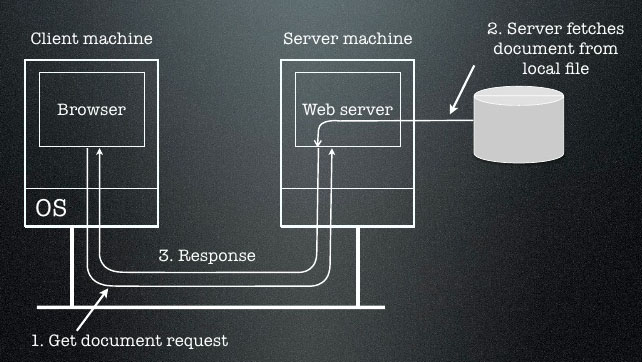 Client machine
Server machine
2. Server fetches
document from
local file
Browser
Web server
OS
3. Response
1. Get document request